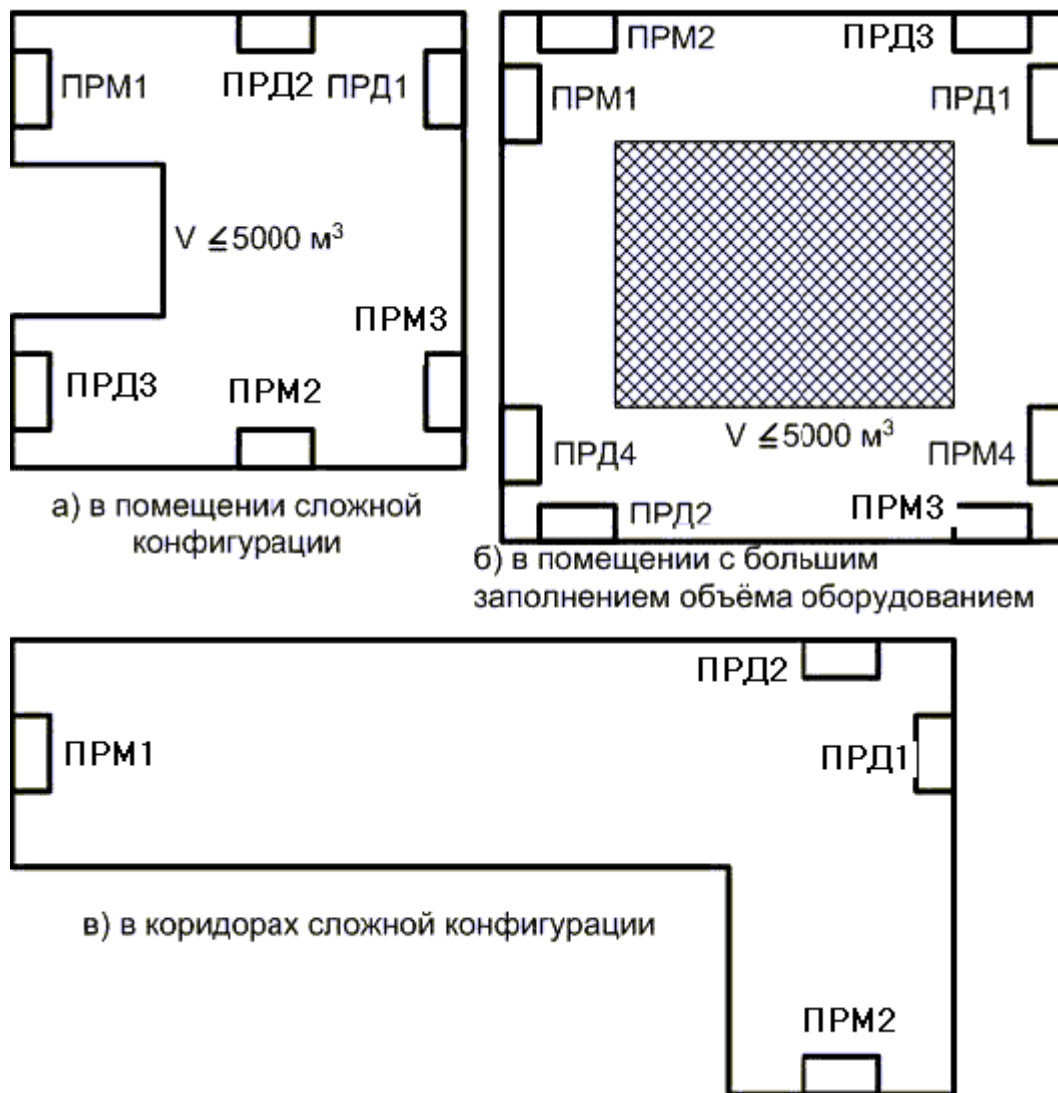 ПРМ1
ПРД2
ПРД1
V ≦5000 м³
ПРМ3
ПРД3
ПРМ2
а) в помещении сложной
конфигурации
ПРМ2
ПРД3
ПРМ1
ПРД1
V ≦5000 м³
ПРД4
ПРМ4
ПРД2
ПРМ3
б) в помещении с большим
заполнением объёма оборудованием
ПРД2
ПРМ1
ПРД1
в) в коридорах сложной конфигурации
ПРМ2